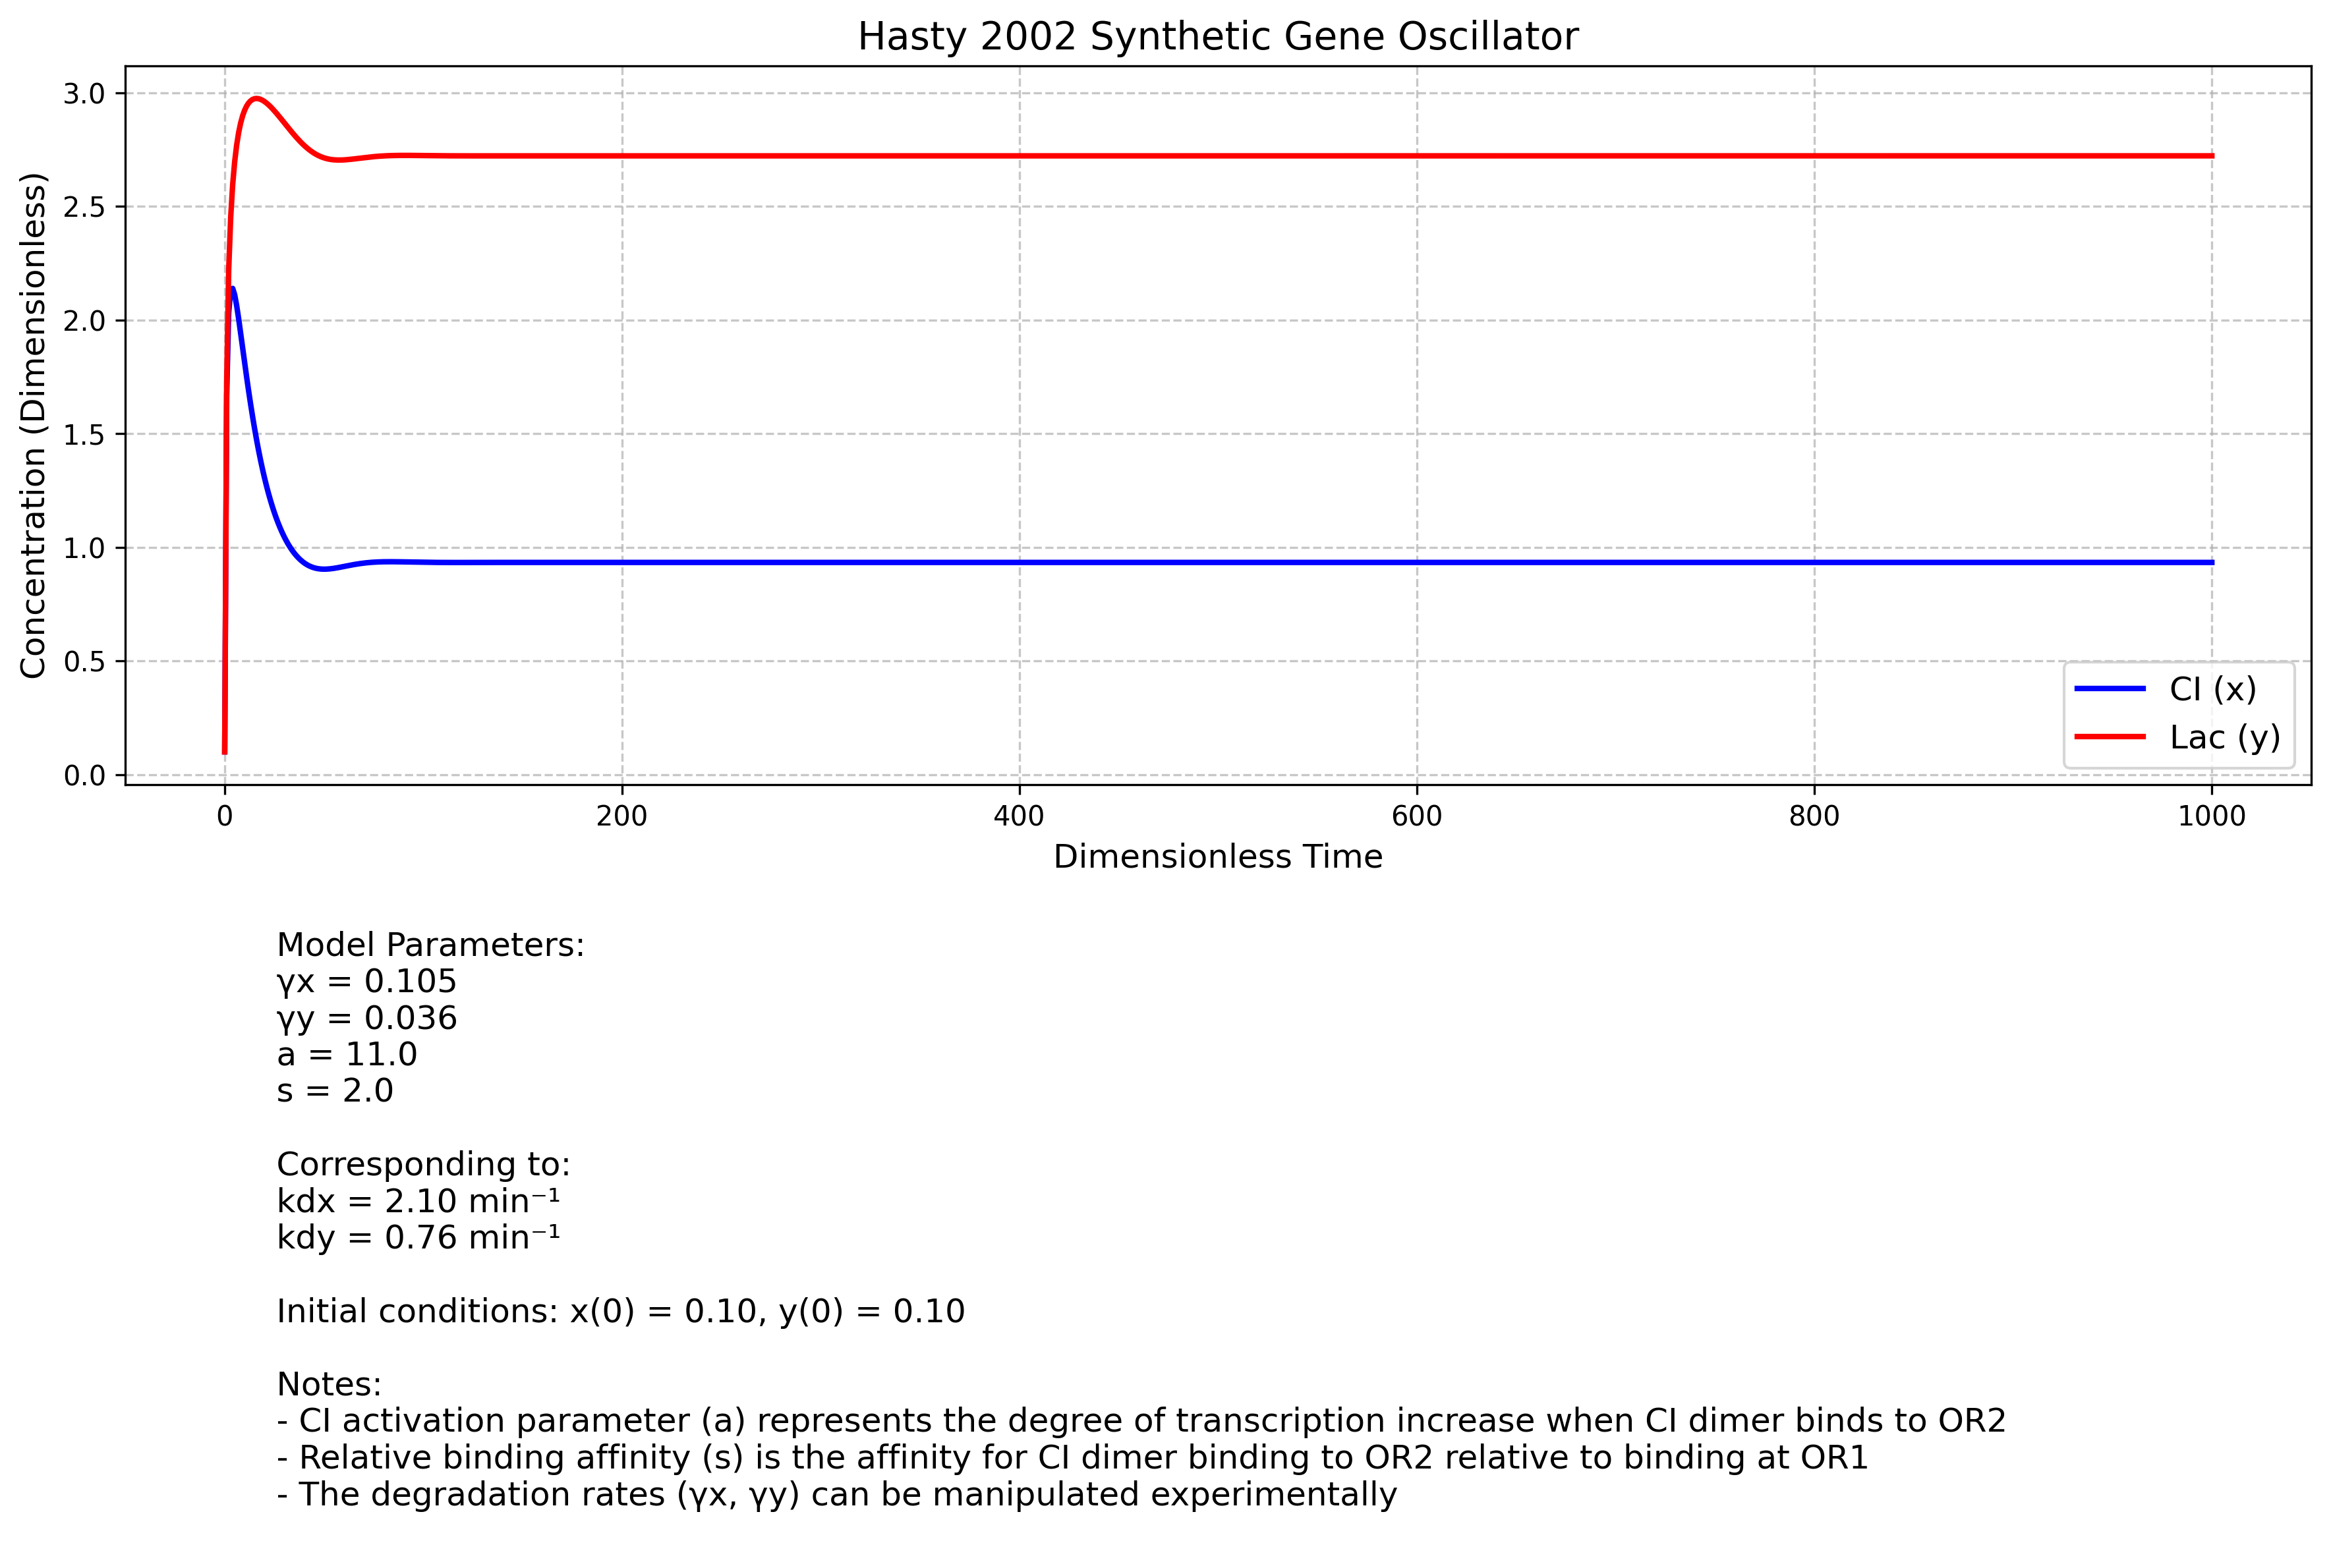 Hasty 2002 Synthetic Gene Oscillator
Concentration (Dimensionless)
3.0
2.5
2.0
1.5
1.0
0.5
0.0
CI (x)
Lac (y)
0
200
400
600
800
1000
Dimensionless Time
Model Parameters:
γx = 0.105
γy = 0.036
a = 11.0
s = 2.0
Corresponding to:
kdx = 2.10 min⁻¹
kdy = 0.76 min⁻¹
Initial conditions: x(0) = 0.10, y(0) = 0.10
Notes:
- CI activation parameter (a) represents the degree of transcription increase when CI dimer binds to OR2
- Relative binding affinity (s) is the affinity for CI dimer binding to OR2 relative to binding at OR1
- The degradation rates (γx, γy) can be manipulated experimentally